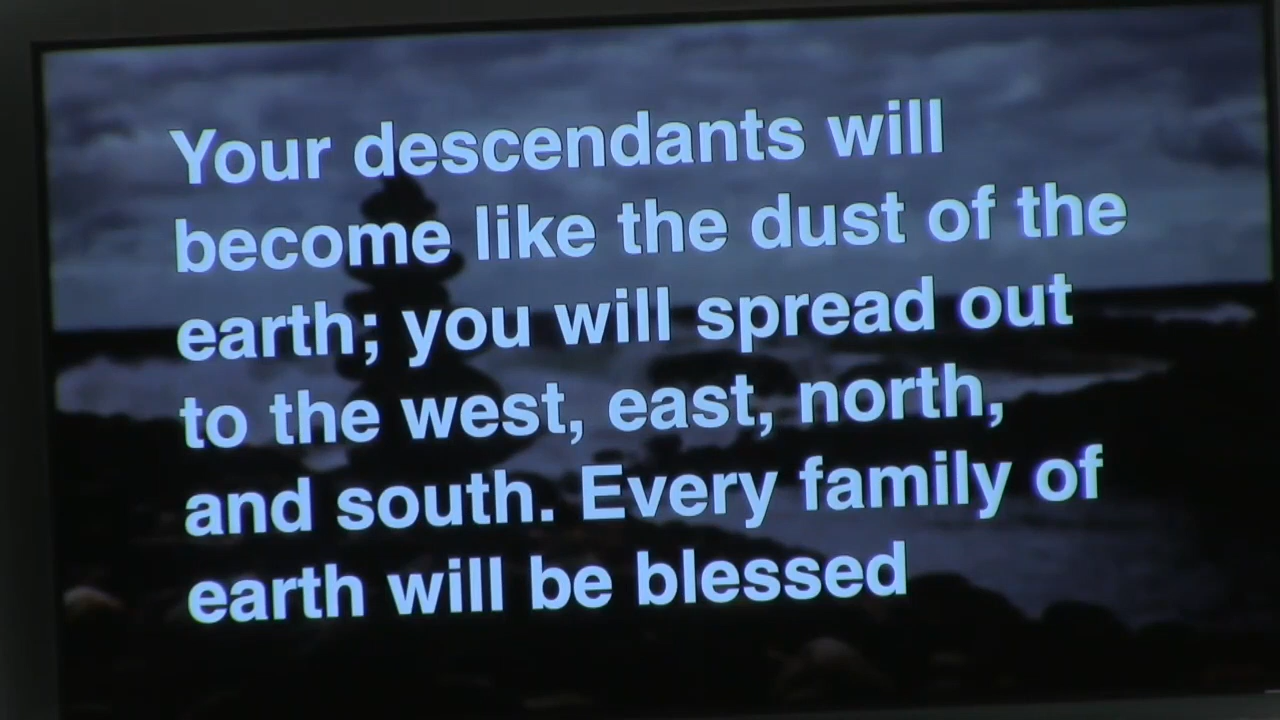 Your descendants will
become like the dust of the
earth; you will spread out
to the west, east, north,
and south. Every family of
earth will be blessed